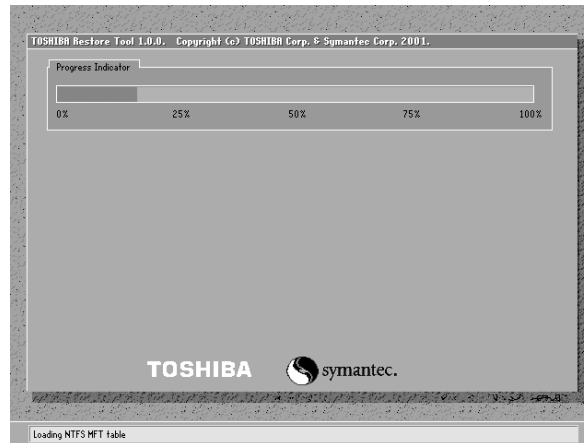 TOSHIBA Restore Tool 1.0.0. Copyright (c) TOSHIBA Corp. & Symantec Corp. 2001.
Progress Indicator
0% 25% 50% 75% 100%
TOSHIBA symantec.
Loading NTFS MFT table